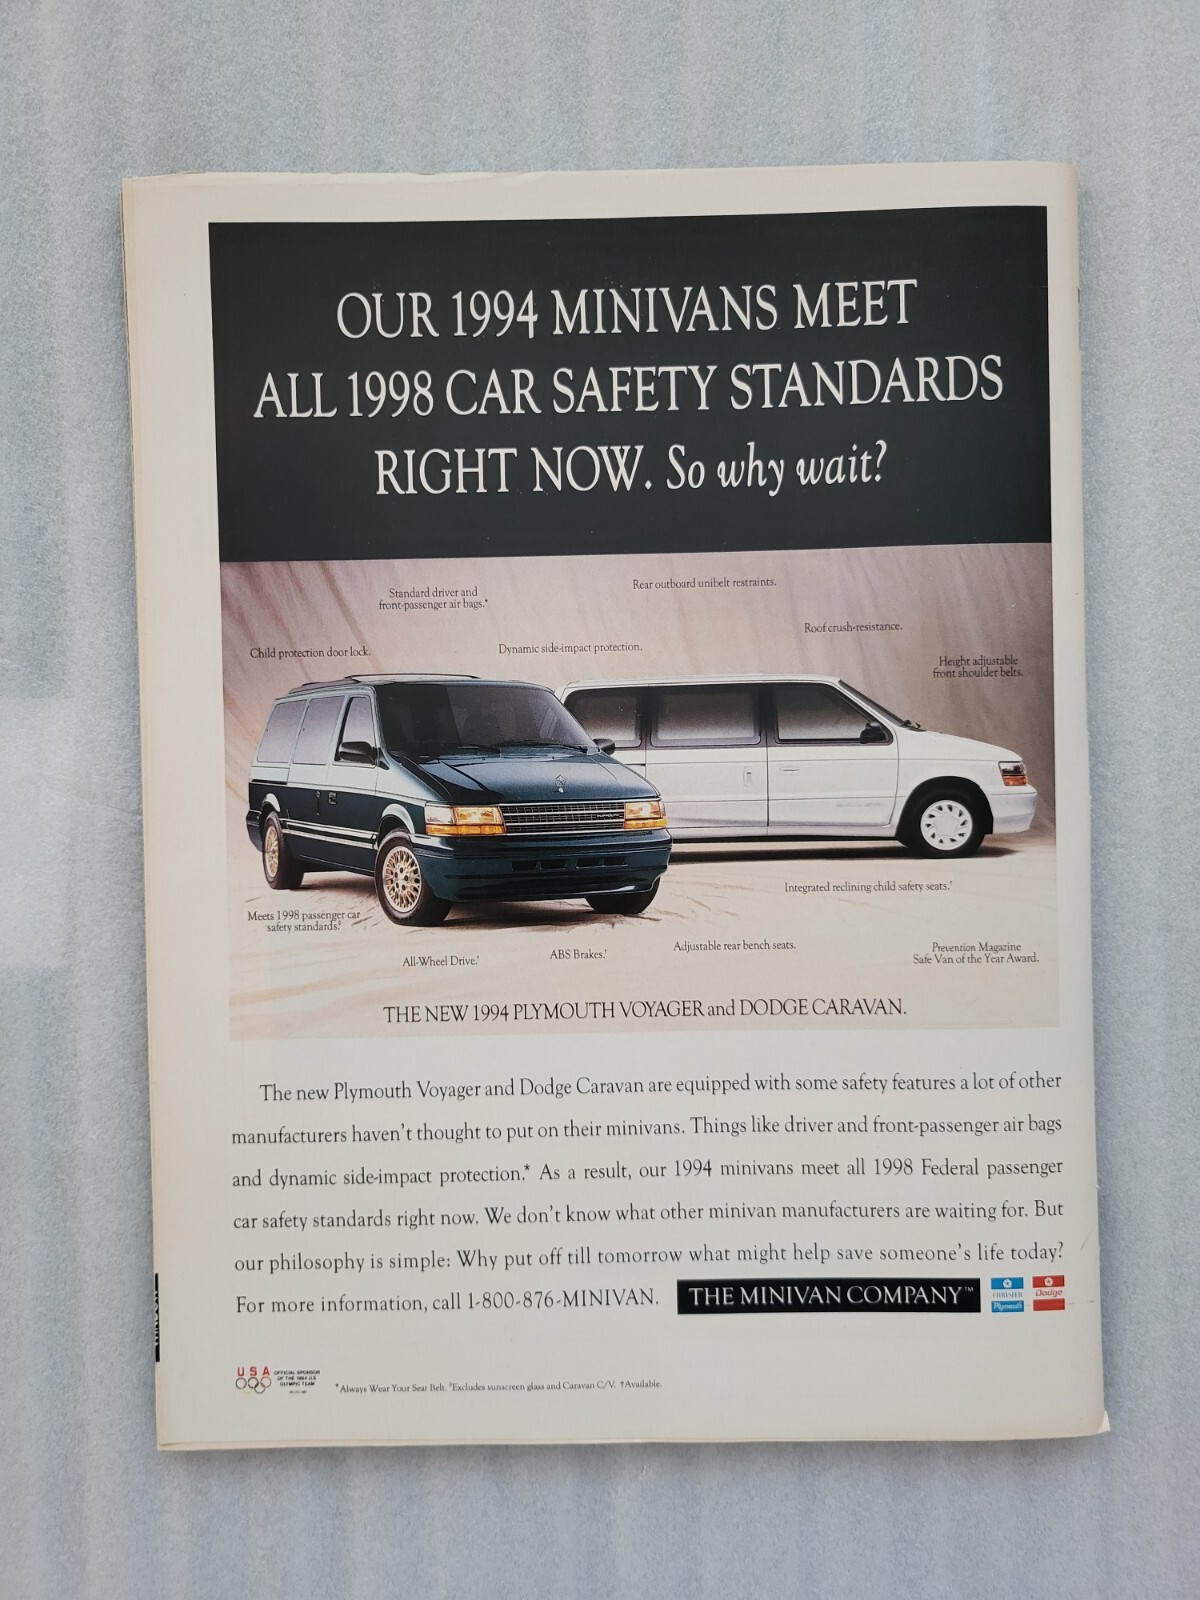 OUR 1994 MINIVANS MEET
ALL 1998 CAR SAFETY STANDARDS
RIGHT NOW. So why wait?
Standard driver and
front-passenger air bags.*
Rear outboard unibelt restraints.
Roof crush-resistance.
Child protection door lock.
Dynamic side-impact protection.
Height adjustable
front shoulder belts.
Integrated reclining child safety seats.†
Meets 1998 passenger car
safety standards.§
All-Wheel Drive.†
ABS Brakes.†
Adjustable rear bench seats.
Prevention Magazine
Safe Van of the Year Award.
THE NEW 1994 PLYMOUTH VOYAGER and DODGE CARAVAN.
The new Plymouth Voyager and Dodge Caravan are equipped with some safety features a lot of other
manufacturers haven't thought to put on their minivans. Things like driver and front-passenger air bags
and dynamic side-impact protection.* As a result, our 1994 minivans meet all 1998 Federal passenger
car safety standards right now. We don't know what other minivan manufacturers are waiting for. But
our philosophy is simple: Why put off till tomorrow what might help save someone's life today?
For more information, call 1-800-876-MINIVAN.
THE MINIVAN COMPANY™
CHRYSLER
Plymouth
Dodge
USA
OFFICIAL SPONSOR
OF THE 1994 U.S.
OLYMPIC TEAM
*Always Wear Your Seat Belt. §Excludes sunscreen glass and Caravan C/V. †Available.